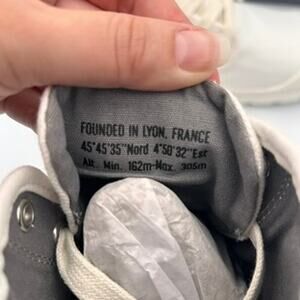 FOUNDED IN LYON, FRANCE
45°45'35"Nord 4°50'32"Est
Alt. Min. 162m-Max. 305m